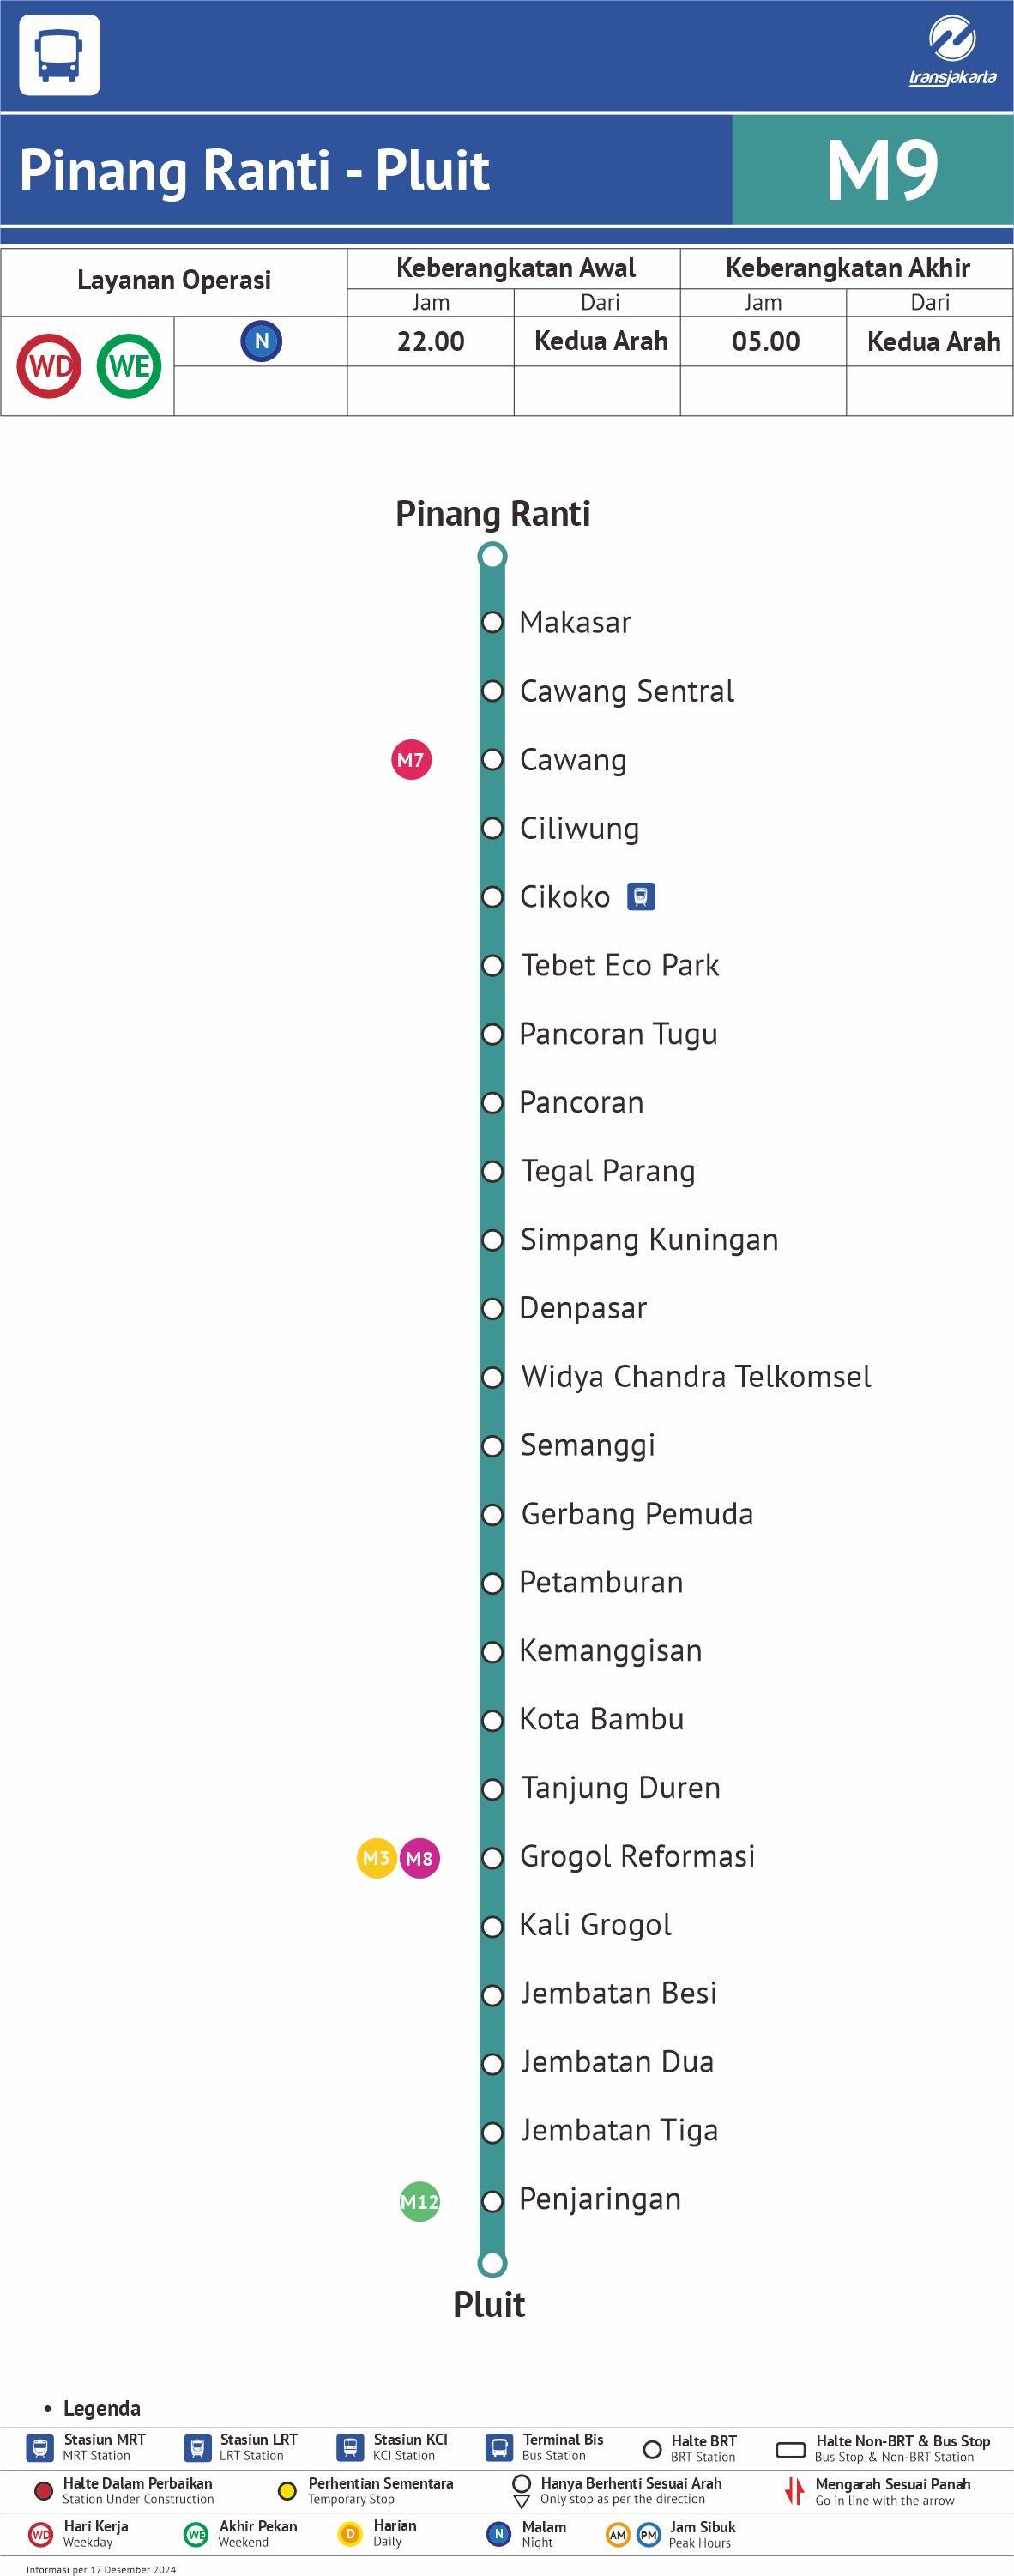 transjakarta
Pinang Ranti - Pluit
M9
Layanan Operasi
Keberangkatan Awal
Keberangkatan Akhir
Jam
Dari
Jam
Dari
WD
WE
N
22.00
Kedua Arah
05.00
Kedua Arah
Pinang Ranti
Makasar
Cawang Sentral
M7
Cawang
Ciliwung
Cikoko
Tebet Eco Park
Pancoran Tugu
Pancoran
Tegal Parang
Simpang Kuningan
Denpasar
Widya Chandra Telkomsel
Semanggi
Gerbang Pemuda
Petamburan
Kemanggisan
Kota Bambu
Tanjung Duren
M3
M8
Grogol Reformasi
Kali Grogol
Jembatan Besi
Jembatan Dua
Jembatan Tiga
M12
Penjaringan
Pluit
• Legenda
Stasiun MRT
MRT Station
Stasiun LRT
LRT Station
Stasiun KCI
KCI Station
Terminal Bis
Bus Station
Halte BRT
BRT Station
Halte Non-BRT & Bus Stop
Bus Stop & Non-BRT Station
Halte Dalam Perbaikan
Station Under Construction
Perhentian Sementara
Temporary Stop
Hanya Berhenti Sesuai Arah
Only stop as per the direction
Mengarah Sesuai Panah
Go in line with the arrow
WD
Hari Kerja
Weekday
WE
Akhir Pekan
Weekend
D
Harian
Daily
N
Malam
Night
AM
PM
Jam Sibuk
Peak Hours
Informasi per 17 Desember 2024